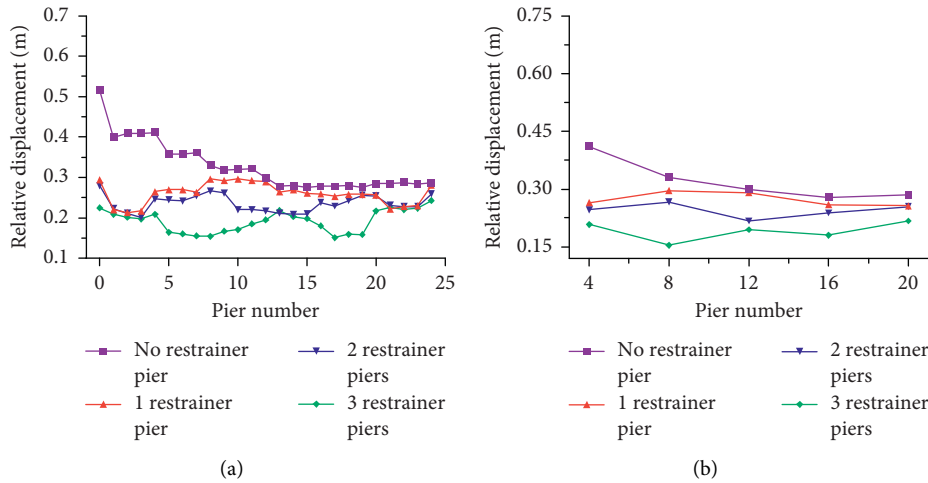 0.7
0.6
0.5
0.4
0.3
0.2
0.1
Relative displacement (m)
0 5 10 15 20 25
Pier number
No restrainer
pier
2 restrainer
piers
1 restrainer
pier
3 restrainer
piers
(a)
0.75
0.60
0.45
0.30
0.15
Relative displacement (m)
4 8 12 16 20
Pier number
No restrainer
pier
2 restrainer
piers
1 restrainer
pier
3 restrainer
piers
(b)